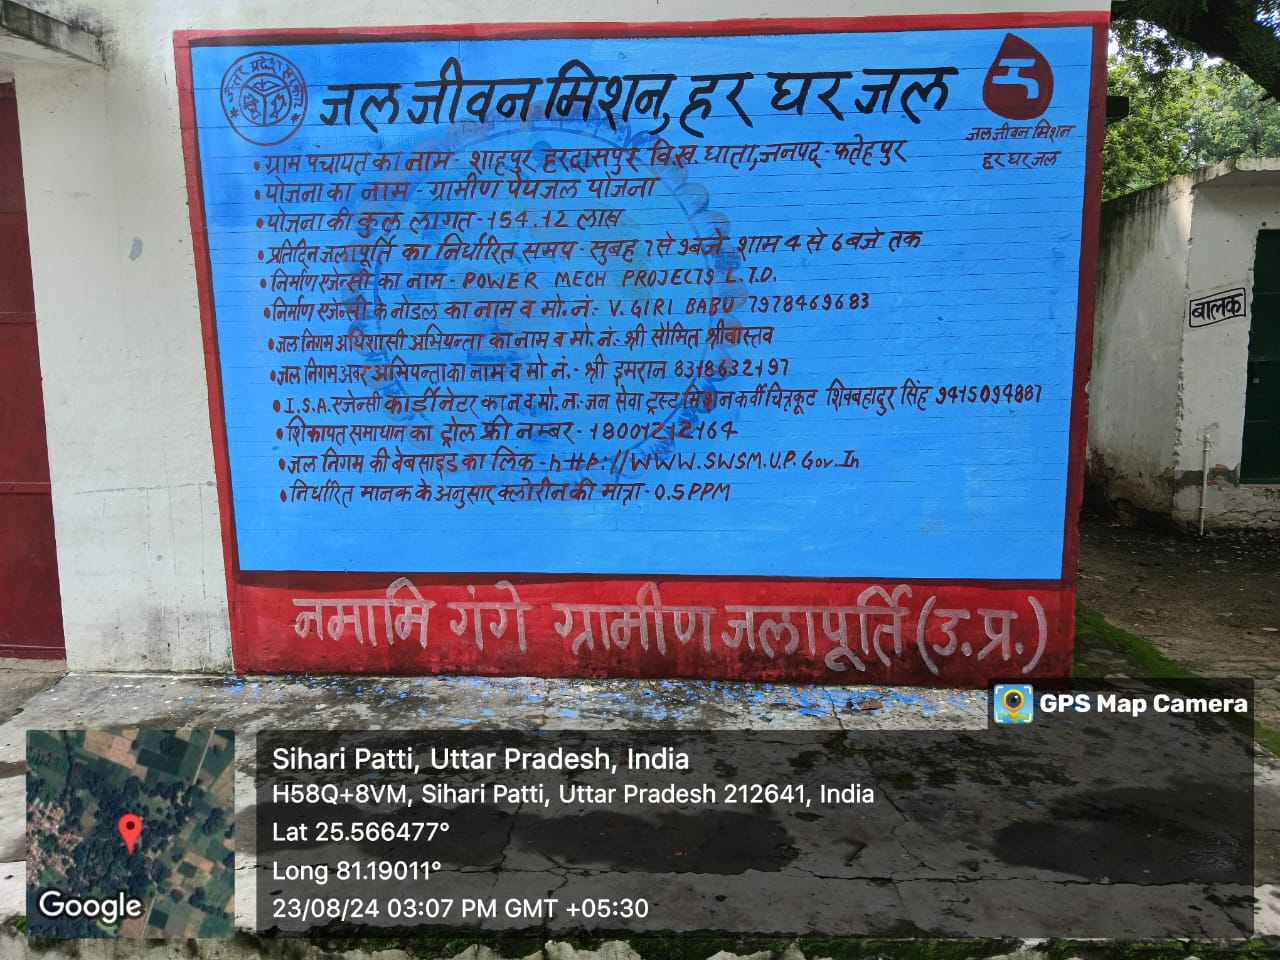 उत्तर प्रदेश सरकार
जल जीवन मिशन, हर घर जल
जल जीवन मिशन
हर घर जल
• ग्राम पंचायत का नाम - शाहपुर हरदासपुर वि.ख. घाता, जनपद - फतेहपुर
• योजना का नाम - ग्रामीण पेयजल योजना
• योजना की कुल लागत - 154.12 लाख
• प्रतिदिन जलापूर्ति का निर्धारित समय - सुबह 7 से 9 बजे शाम 4 से 6 बजे तक
• निर्माण एजेन्सी का नाम - POWER MECH PROJECTS L.T.D.
• निर्माण एजेन्सी के नोडल का नाम व मो. नं:- V. GIRI BABU 7978469683
• जल निगम अधिशासी अभियन्ता का नाम व मो. नं.- श्री सौमित श्रीवास्तव
• जल निगम अवर अभियन्ता का नाम व मो नं.- श्री इमरान 8318632197
• I.S.A. एजेन्सी कार्डीनेटर का न व मो. न.- जन सेवा ट्रस्ट मिशन कर्वी चित्रकूट शिवबहादुर सिंह 9415094887
• शिकायत समाधान का ट्रोल फ्री नम्बर - 18001212164
• जल निगम की बेबसाइड का लिंक - http://WWW.SWSM.U.P.Gov.In
• निर्धारित मानक के अनुसार क्लोरीन की मात्रा - 0.5 PPM
नमामि गंगे ग्रामीण जलापूर्ति (उ.प्र.)
बालक
GPS Map Camera
Sihari Patti, Uttar Pradesh, India
H58Q+8VM, Sihari Patti, Uttar Pradesh 212641, India
Lat 25.566477°
Long 81.19011°
23/08/24 03:07 PM GMT +05:30
Google